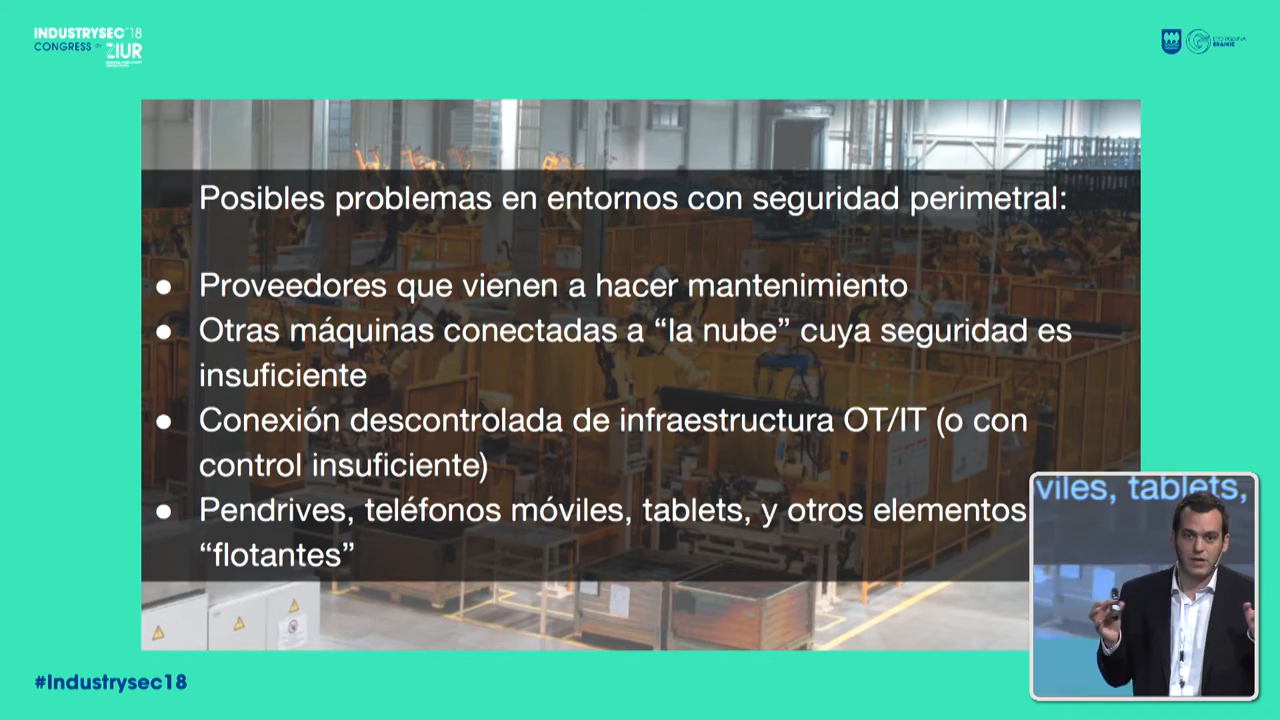 INDUSTRYSEC'18
CONGRESS BY ZIUR
Posibles problemas en entornos con seguridad perimetral:
● Proveedores que vienen a hacer mantenimiento
● Otras máquinas conectadas a “la nube” cuya seguridad es
insuficiente
● Conexión descontrolada de infraestructura OT/IT (o con
control insuficiente)
● Pendrives, teléfonos móviles, tablets, y otros elementos
“flotantes”
viles, tablets,
#Industrysec18